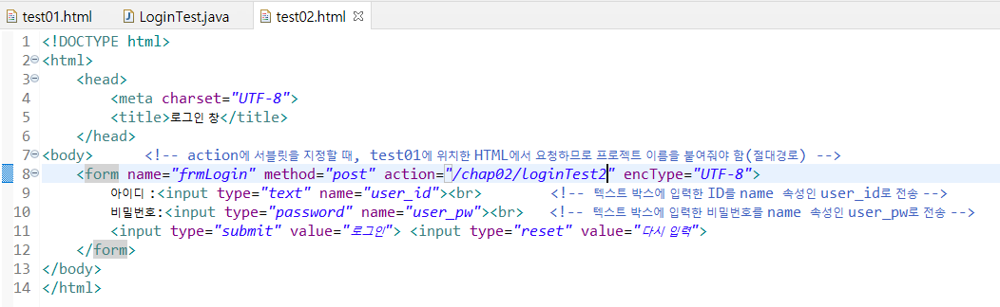 test01.html LoginTest.java test02.html
1 <!DOCTYPE html>
2 <html>
3 <head>
4 <meta charset="UTF-8">
5 <title>로그인 창</title>
6 </head>
7 <body> <!-- action에 서블릿을 지정할 때, test01에 위치한 HTML에서 요청하므로 프로젝트 이름을 붙여줘야 함(절대경로) -->
8 <form name="frmLogin" method="post" action="/chap02/loginTest2" encType="UTF-8">
9 아이디 :<input type="text" name="user_id"><br> <!-- 텍스트 박스에 입력한 ID를 name 속성인 user_id로 전송 -->
10 비밀번호:<input type="password" name="user_pw"><br> <!-- 텍스트 박스에 입력한 비밀번호를 name 속성인 user_pw로 전송 -->
11 <input type="submit" value="로그인"> <input type="reset" value="다시 입력">
12 </form>
13 </body>
14 </html>